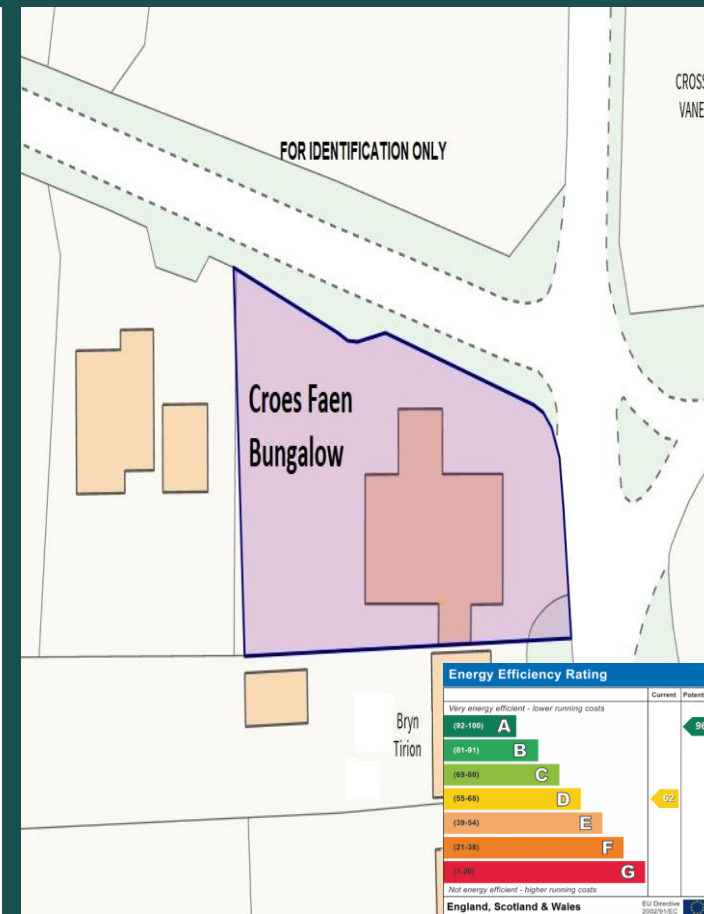 CROSS
VANE
FOR IDENTIFICATION ONLY
Croes Faen
Bungalow
Bryn
Tirion
Energy Efficiency Rating
Current Potent
Very energy efficient - lower running costs
(92-100) A
96
(81-91) B
(69-80) C
(55-68) D
62
(39-54) E
(21-38) F
(1-20) G
Not energy efficient - higher running costs
England, Scotland & Wales
EU Directive
2002/91/EC